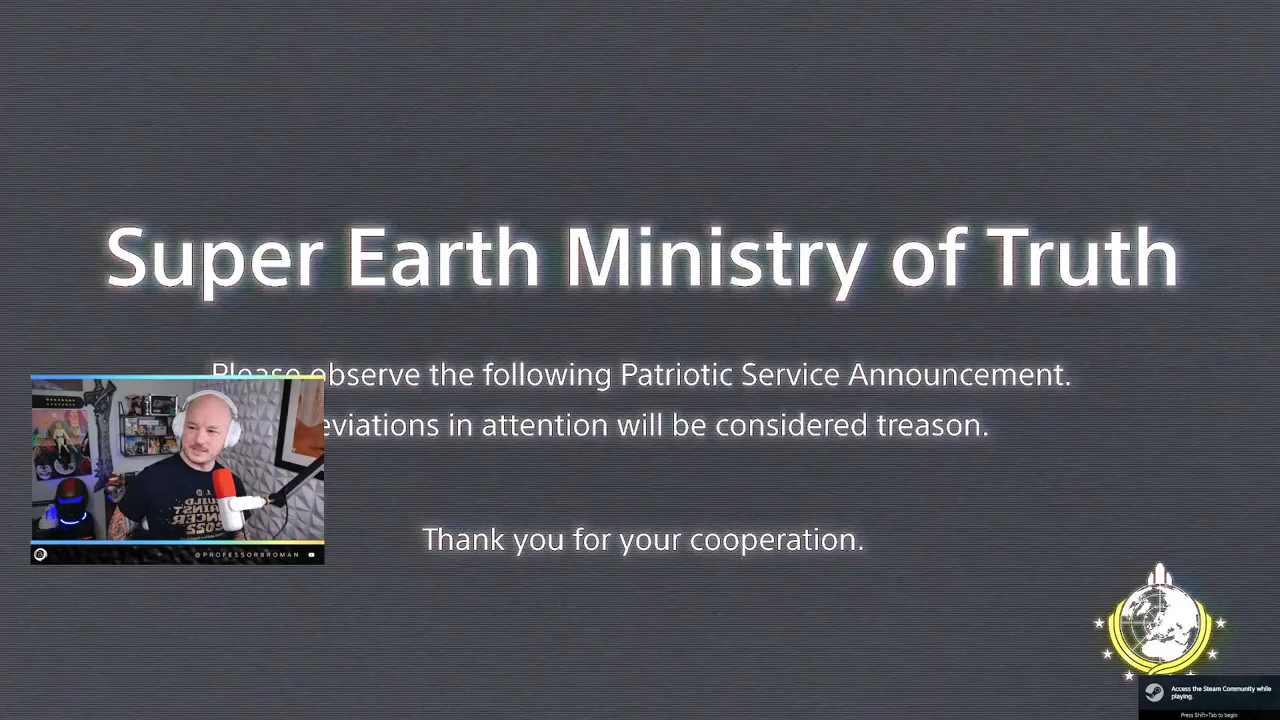 Super Earth Ministry of Truth
Please observe the following Patriotic Service Announcement.
eviations in attention will be considered treason.
Thank you for your cooperation.
@PROFESSORBROMAN
Access the Steam Community while
playing.
Press Shift+Tab to begin